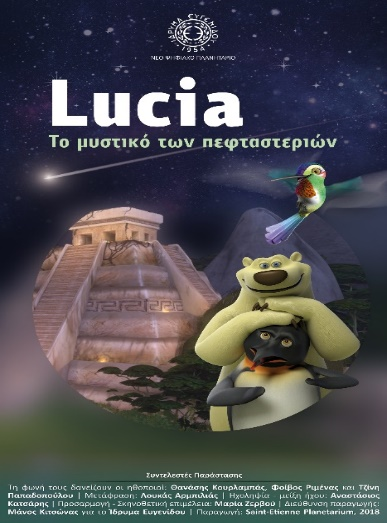 ΙΔΡΥΜΑ ΕΥΓΕΝΙΔΟΥ
1954
ΝΕΟ ΨΗΦΙΑΚΟ ΠΛΑΝΗΤΑΡΙΟ
Lucia
Το μυστικό των πεφταστεριών
Συντελεστές Παράστασης
Τη φωνή τους δανείζουν οι ηθοποιοί: Θανάσης Κουρλαμπάς, Φοίβος Ριμένας και Τζίνη
Παπαδοπούλου | Μετάφραση: Λουκάς Αρμπιλιάς | Ηχοληψία - μείξη ήχου: Αναστάσιος
Κατσάρης | Προσαρμογή - Σκηνοθετική επιμέλεια: Μαρία Ζερβού | Διεύθυνση παραγωγής:
Μάνος Κιτσώνας για το Ίδρυμα Ευγενίδου | Παραγωγή: Saint-Etienne Planetarium, 2018